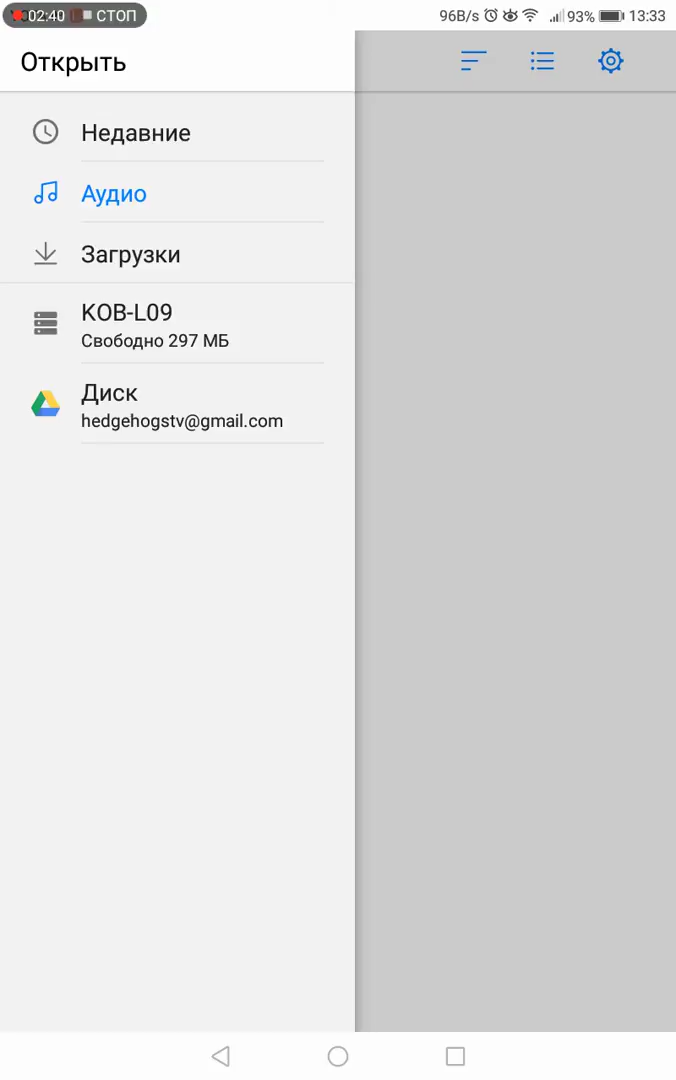 02:40 СТОП 96B/s 93% 13:33
Открыть
Недавние
Аудио
Загрузки
KOB-L09
Свободно 297 МБ
Диск
hedgehogstv@gmail.com